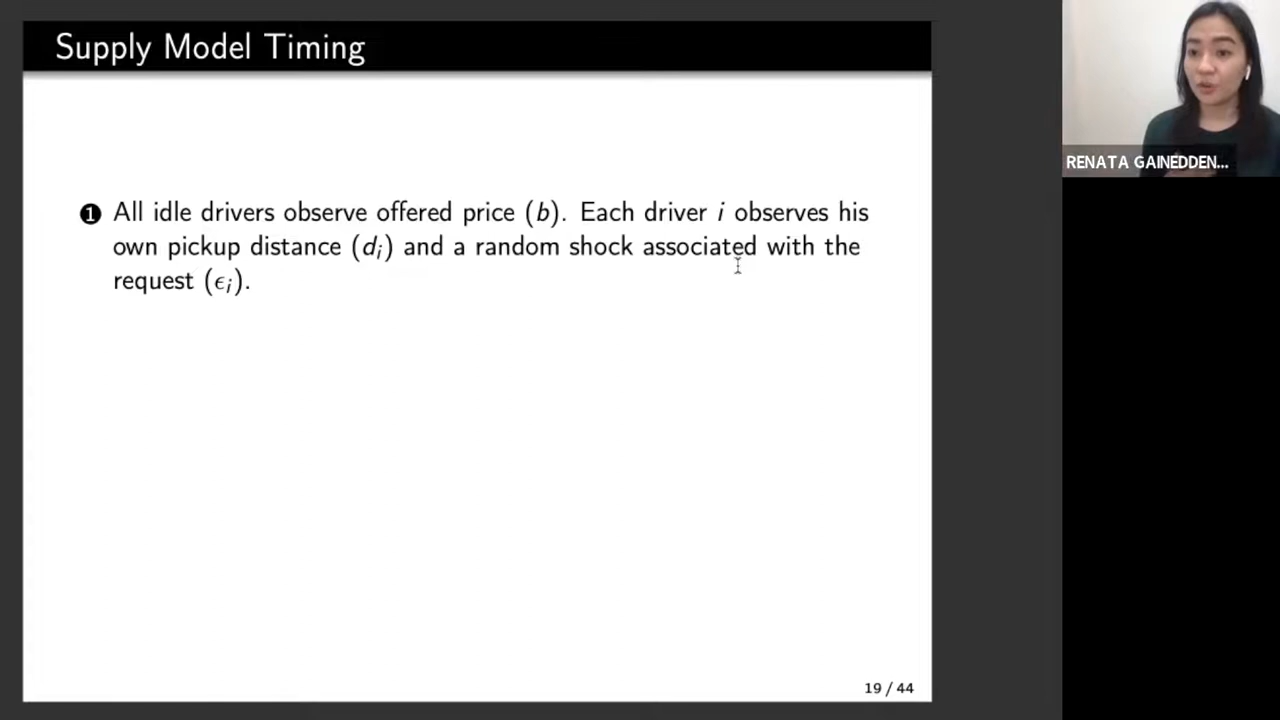 Supply Model Timing
RENATA GAINEDDEN...
1 All idle drivers observe offered price (b). Each driver i observes his
own pickup distance (dᵢ) and a random shock associated with the
request (ϵᵢ).
19 / 44